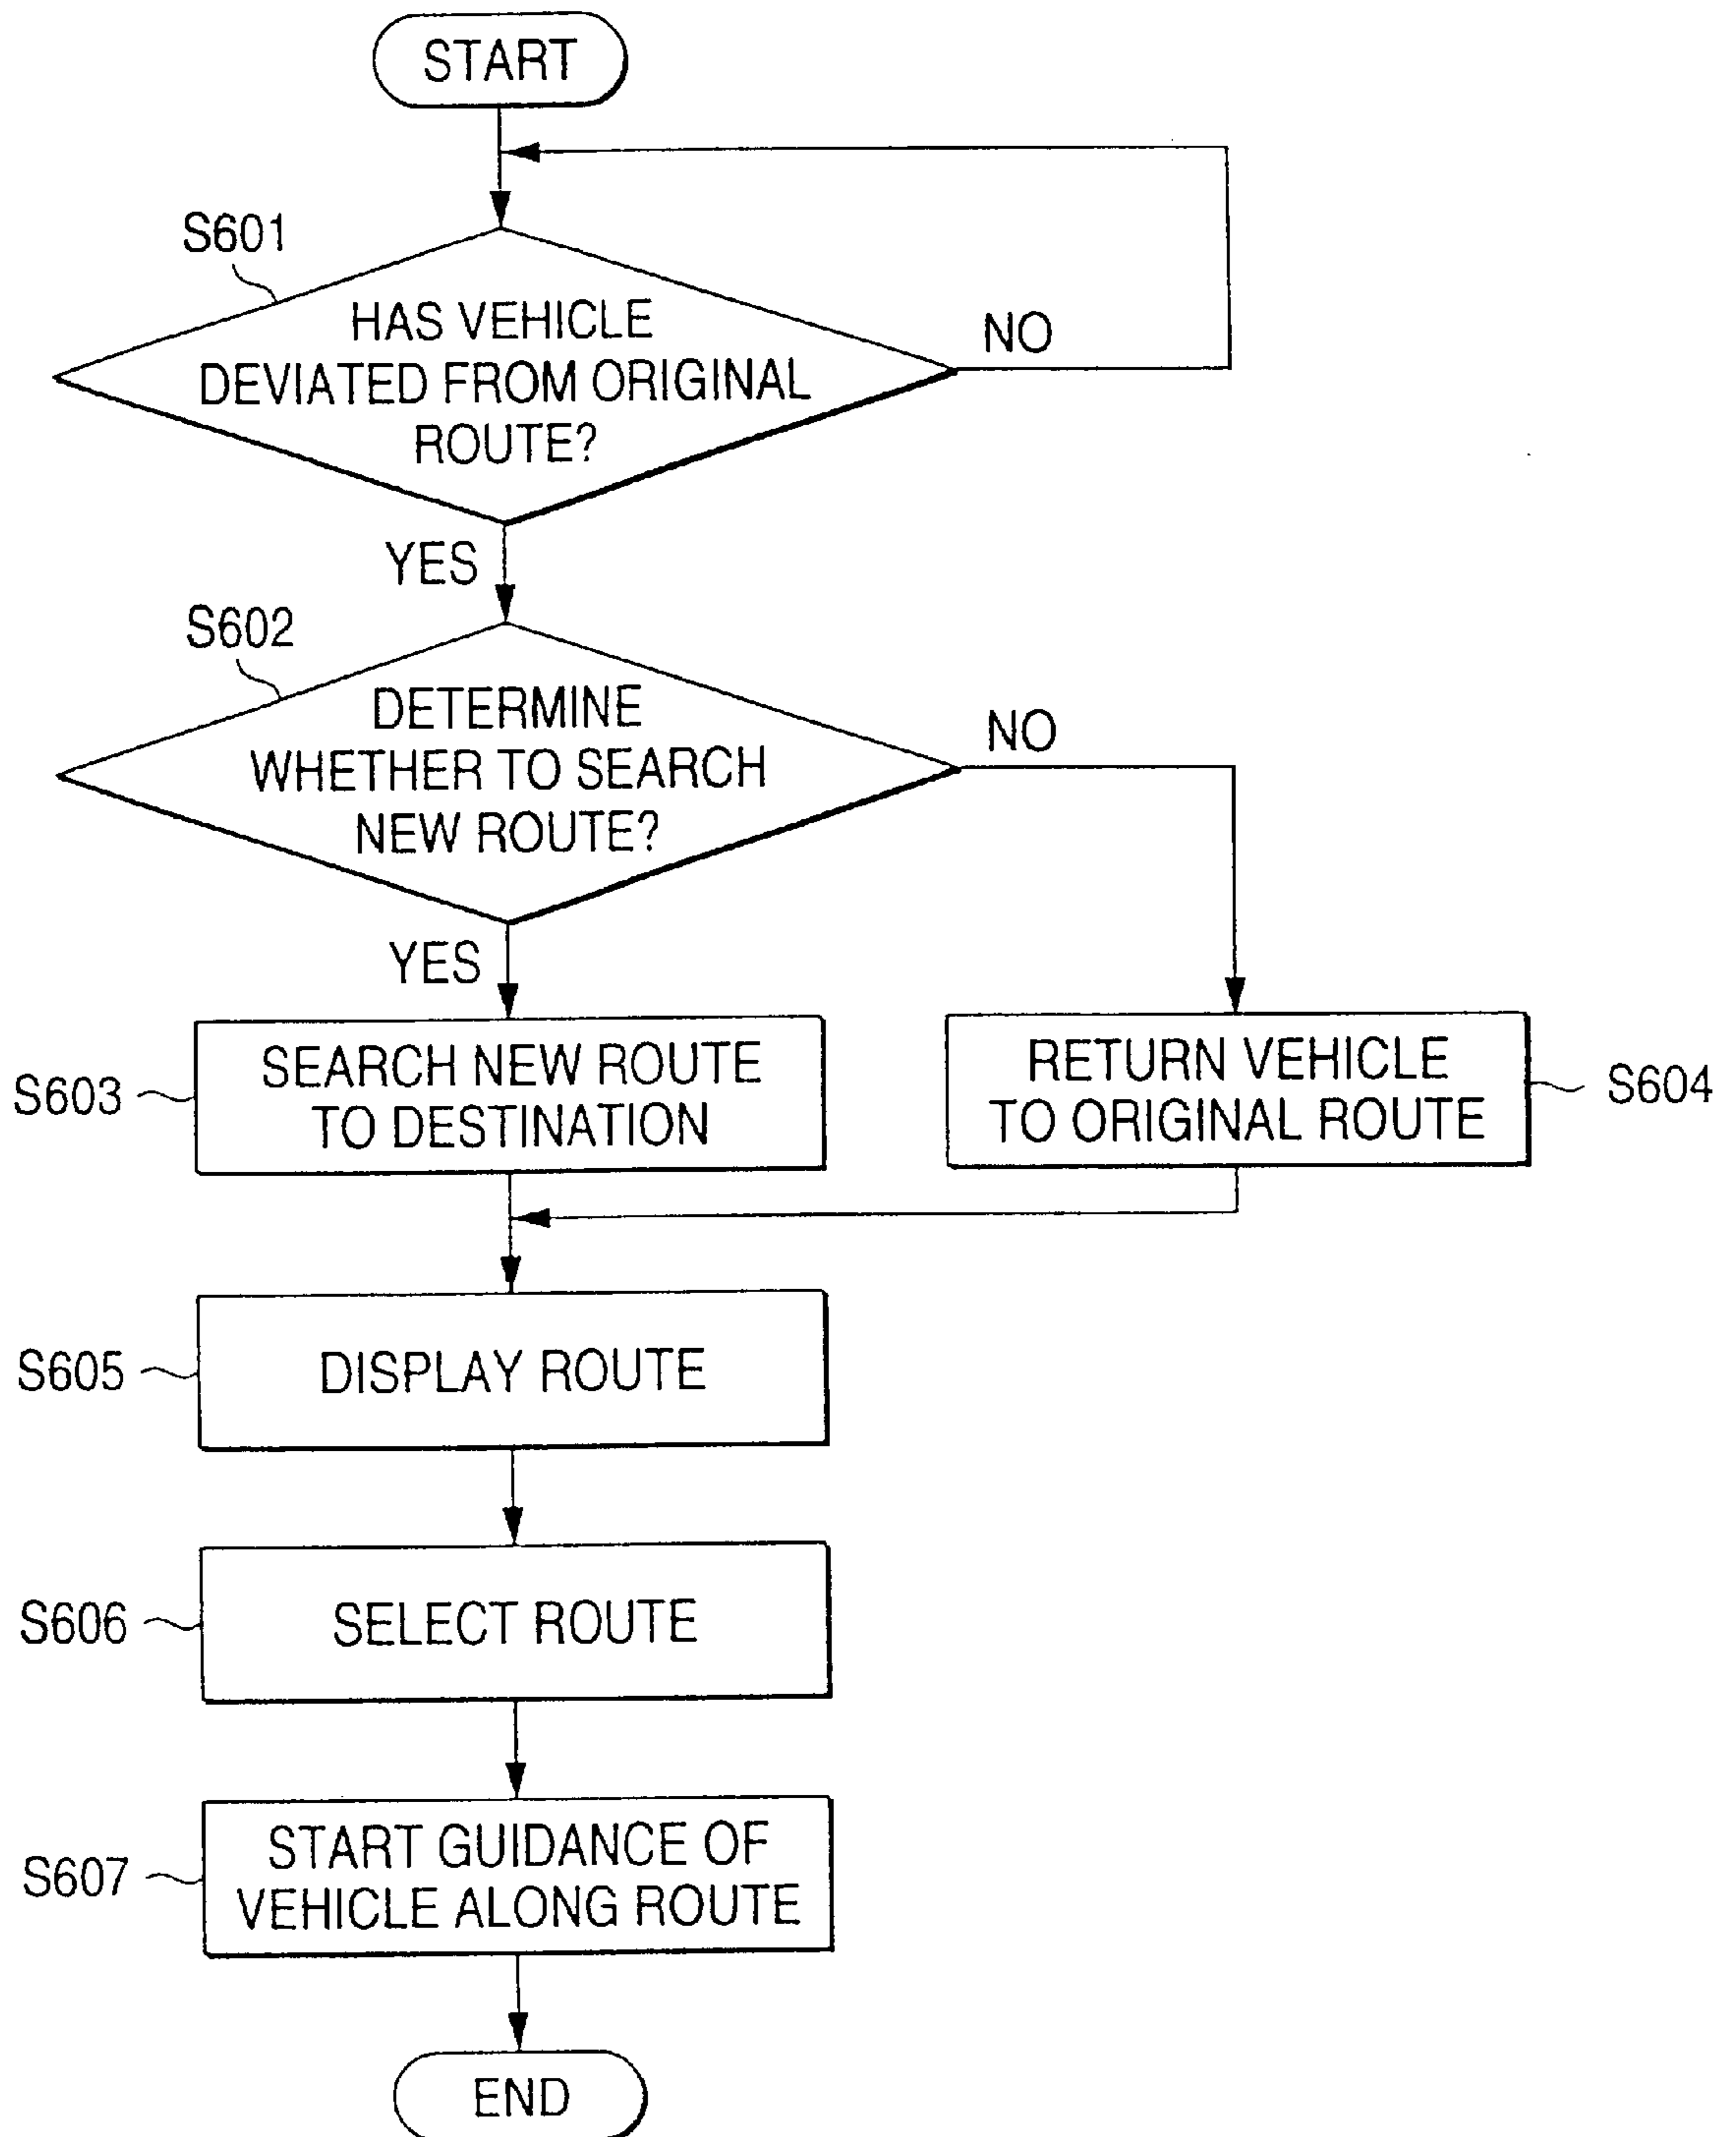 START
S601
HAS VEHICLE
DEVIATED FROM ORIGINAL
ROUTE?
NO
YES
S602
DETERMINE
WHETHER TO SEARCH
NEW ROUTE?
NO
YES
S603
SEARCH NEW ROUTE
TO DESTINATION
RETURN VEHICLE
TO ORIGINAL ROUTE
S604
S605
DISPLAY ROUTE
S606
SELECT ROUTE
S607
START GUIDANCE OF
VEHICLE ALONG ROUTE
END